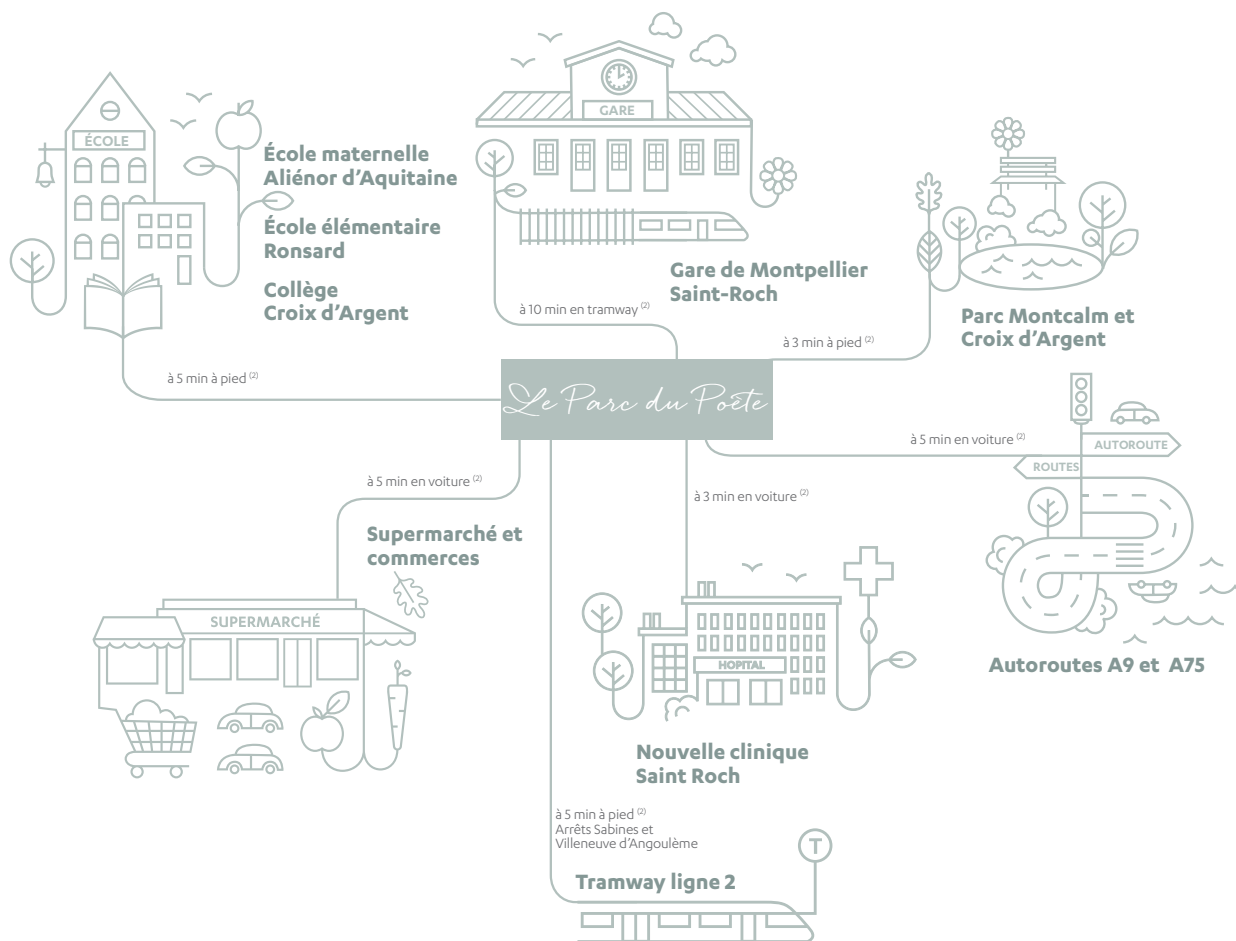 GARE
ÉCOLE
École maternelle
Aliénor d'Aquitaine
École élémentaire
Ronsard
Collège
Croix d'Argent
Gare de Montpellier
Saint-Roch
à 10 min en tramway (2)
Parc Montcalm et
Croix d'Argent
à 3 min à pied (2)
à 5 min à pied (2)
Le Parc du Poète
à 5 min en voiture (2)
AUTOROUTE
ROUTES
à 5 min en voiture (2)
à 3 min en voiture (2)
Supermarché et
commerces
SUPERMARCHÉ
HOPITAL
Autoroutes A9 et A75
Nouvelle clinique
Saint Roch
à 5 min à pied (2)
Arrêts Sabines et
Villeneuve d'Angoulème
T
Tramway ligne 2